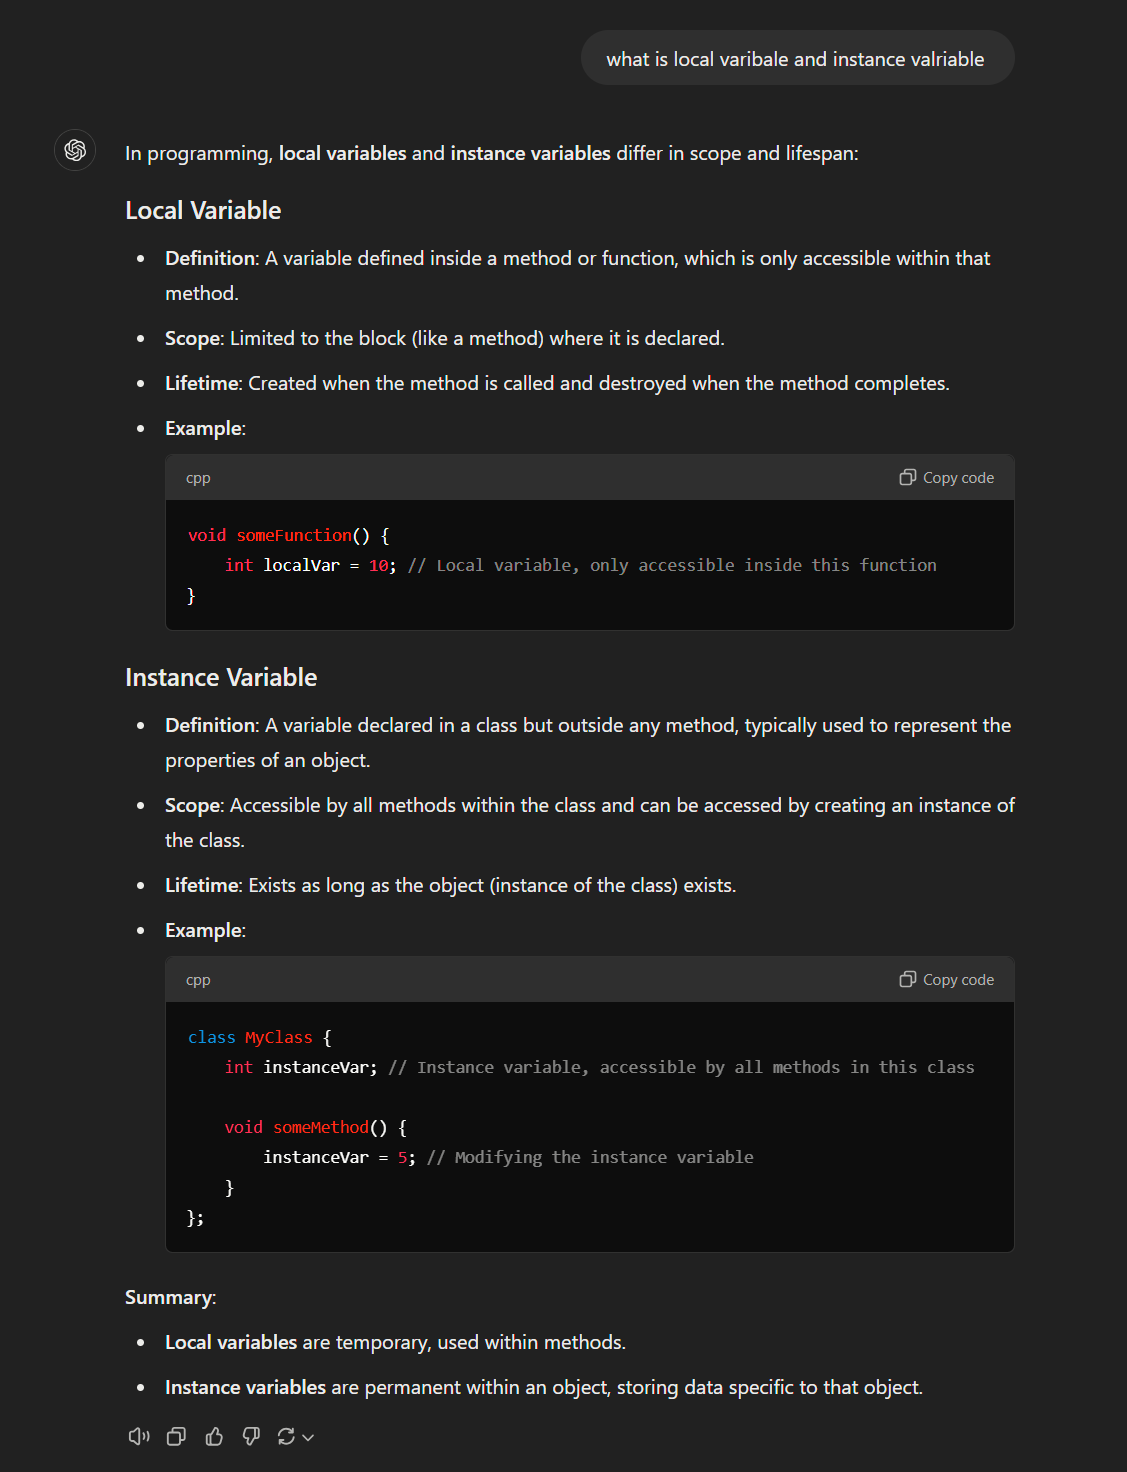 what is local varibale and instance valriable
In programming, local variables and instance variables differ in scope and lifespan:
Local Variable
• Definition: A variable defined inside a method or function, which is only accessible within that
method.
• Scope: Limited to the block (like a method) where it is declared.
• Lifetime: Created when the method is called and destroyed when the method completes.
• Example:
cpp Copy code
void someFunction() {
    int localVar = 10; // Local variable, only accessible inside this function
}
Instance Variable
• Definition: A variable declared in a class but outside any method, typically used to represent the
properties of an object.
• Scope: Accessible by all methods within the class and can be accessed by creating an instance of
the class.
• Lifetime: Exists as long as the object (instance of the class) exists.
• Example:
cpp Copy code
class MyClass {
    int instanceVar; // Instance variable, accessible by all methods in this class
    void someMethod() {
        instanceVar = 5; // Modifying the instance variable
    }
};
Summary:
• Local variables are temporary, used within methods.
• Instance variables are permanent within an object, storing data specific to that object.